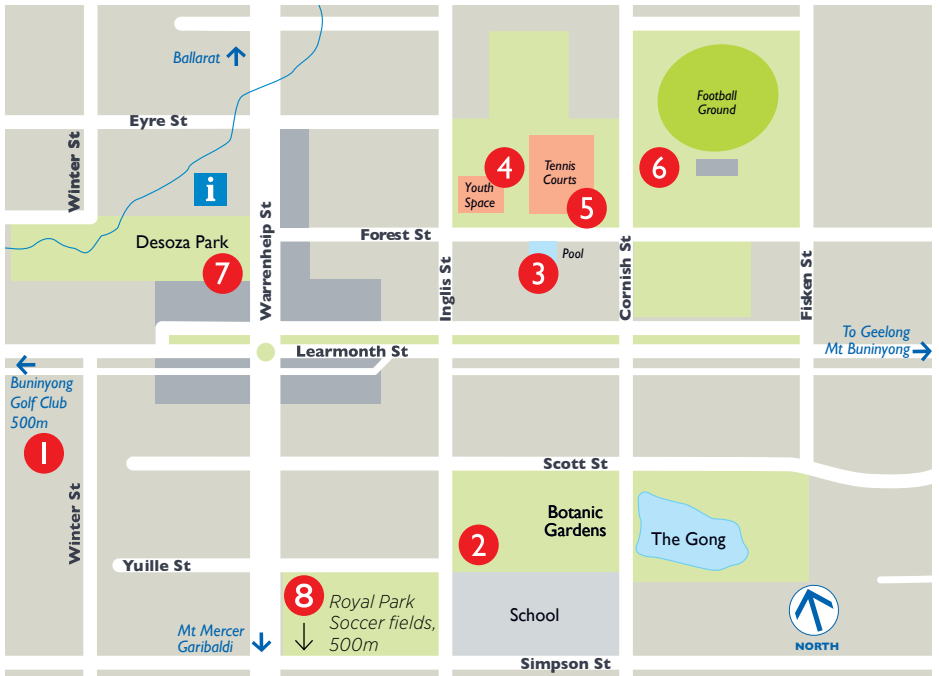 Ballarat
Eyre St
Winter St
i
Football
Ground
4
Tennis
Courts
6
Youth
Space
5
Desoza Park
7
Warrenheip St
Forest St
Inglis St
3
Pool
Cornish St
Fisken St
To Geelong
Mt Buninyong
Learmonth St
Buninyong
Golf Club
500m
1
Winter St
Scott St
Botanic
Gardens
2
The Gong
Yuille St
8
Royal Park
Soccer fields,
500m
School
Mt Mercer
Garibaldi
NORTH
Simpson St